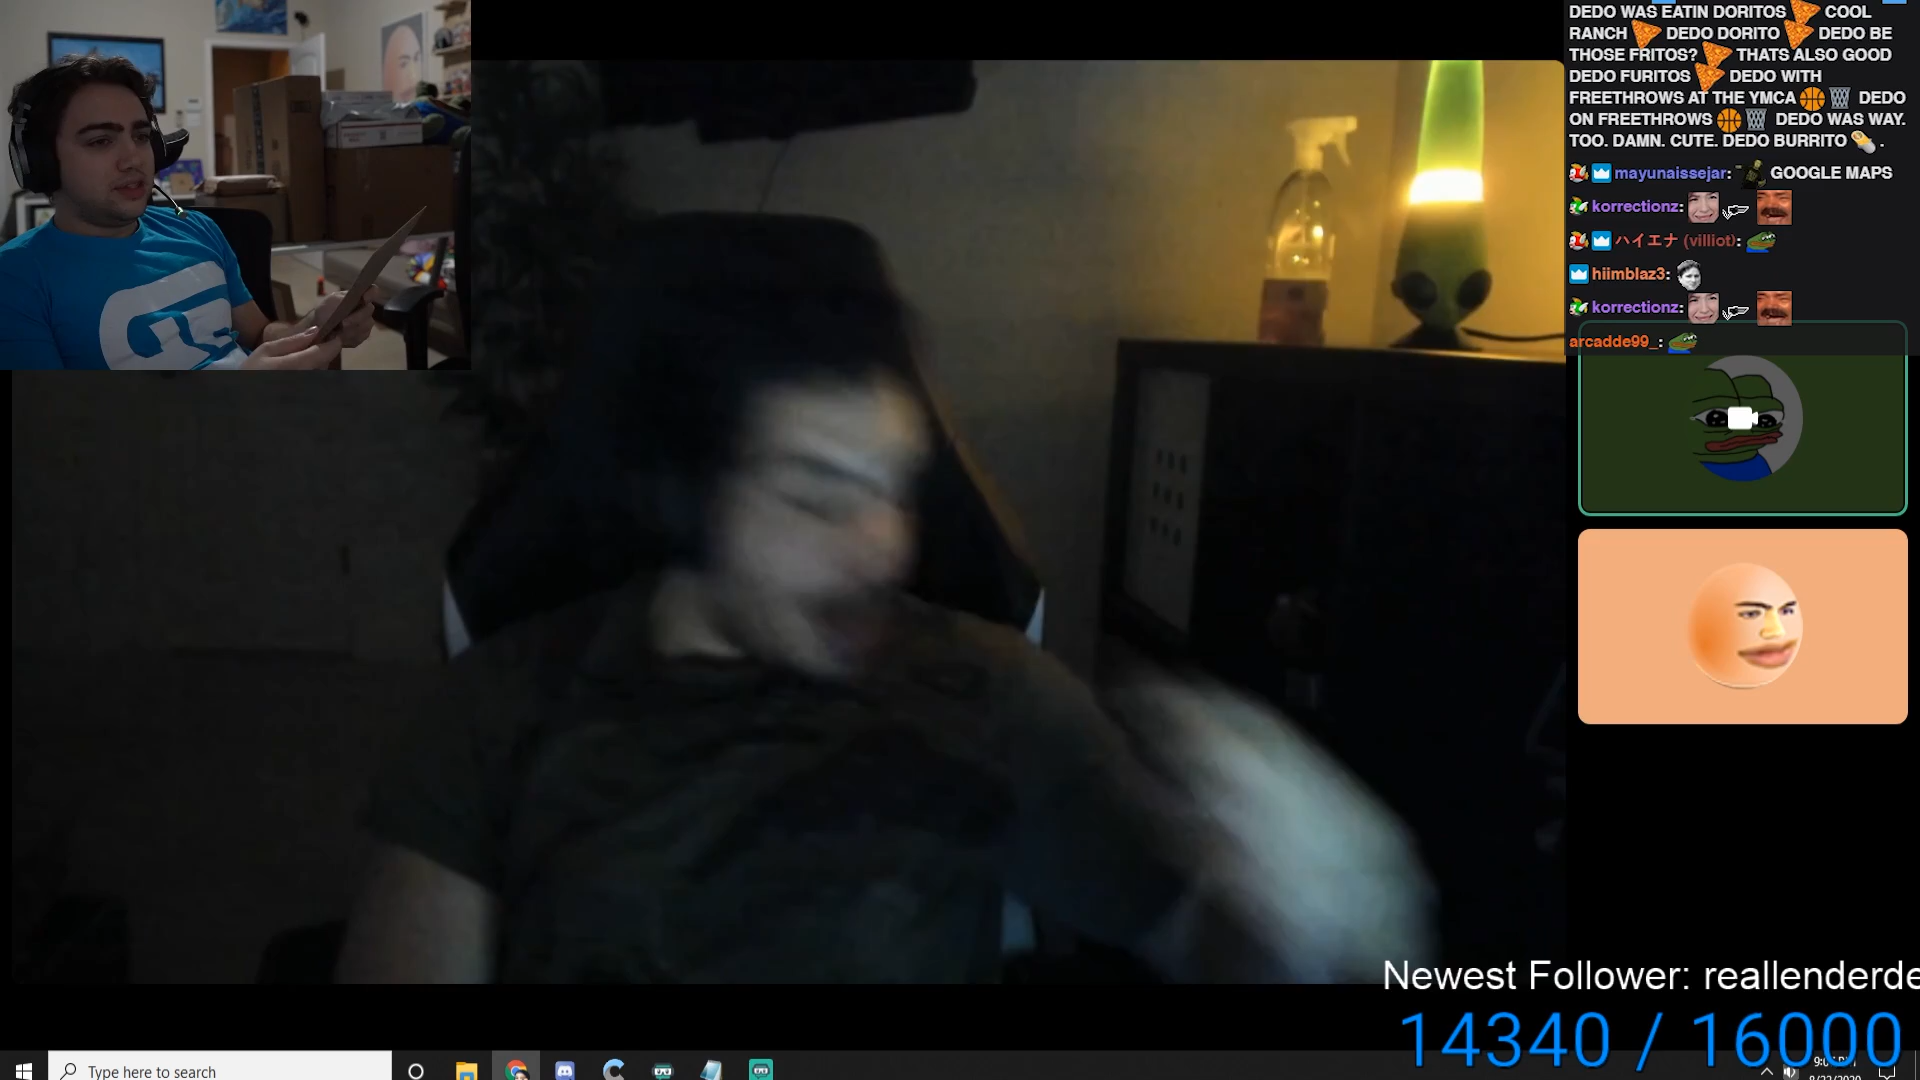 DEDO WAS EATIN DORITOS 🍕 COOL
RANCH 🍕 DEDO DORITO 🍕 DEDO BE
THOSE FRITOS? 🍕 THATS ALSO GOOD
DEDO FURITOS 🍕 DEDO WITH
FREETHROWS AT THE YMCA 🏀 DEDO
ON FREETHROWS 🏀 DEDO WAS WAY.
TOO. DAMN. CUTE. DEDO BURRITO 🌯 .
mayunaissejar: GOOGLE MAPS
korrectionz:
ハイエナ (villiot):
hiimblaz3:
korrectionz:
arcadde99_:
Newest Follower: reallenderde
14340 / 16000
Type here to search